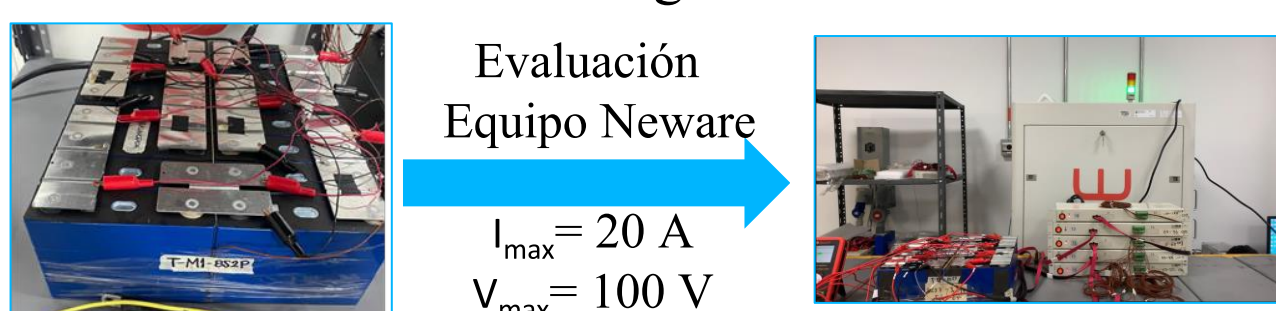 Evaluación
Equipo Neware
Imax= 20 A
Vmax= 100 V
T-M1-8S2P